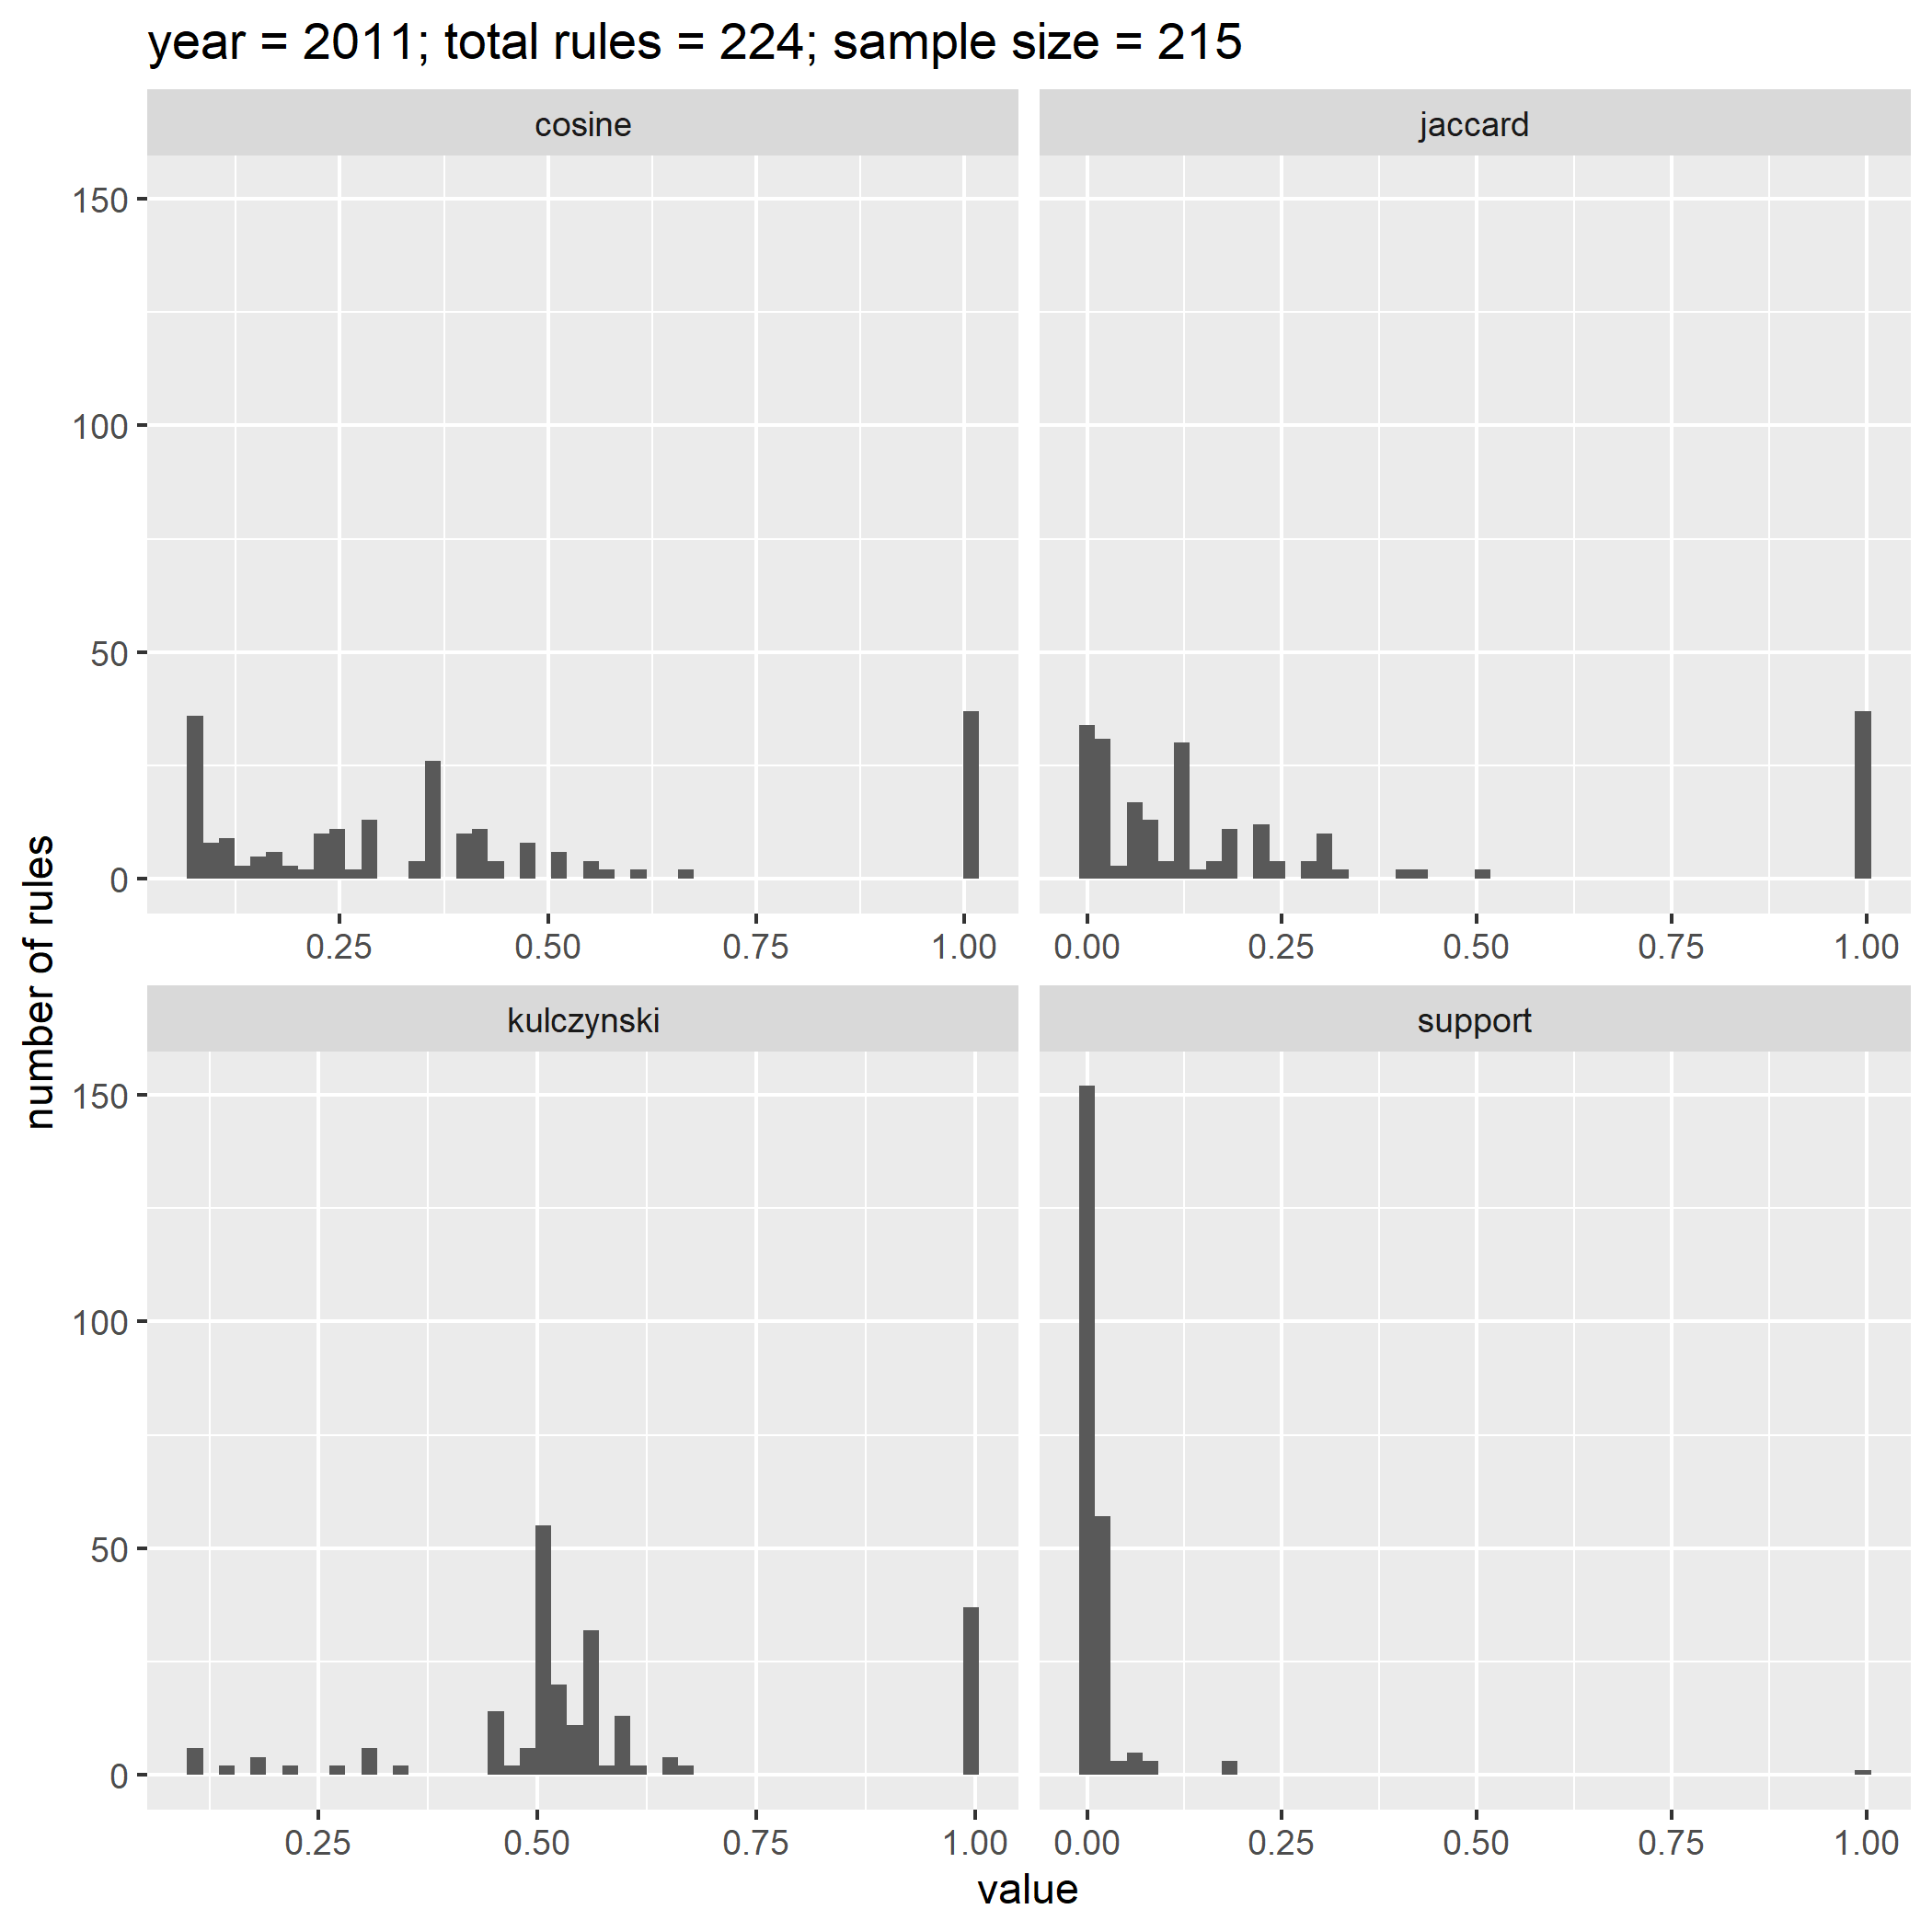 year = 2011; total rules = 224; sample size = 215
cosine
jaccard
150
100
50
0
0.25 0.50 0.75 1.00
0.00 0.25 0.50 0.75 1.00
number of rules
kulczynski
support
150
100
50
0
0.25 0.50 0.75 1.00
0.00 0.25 0.50 0.75 1.00
value